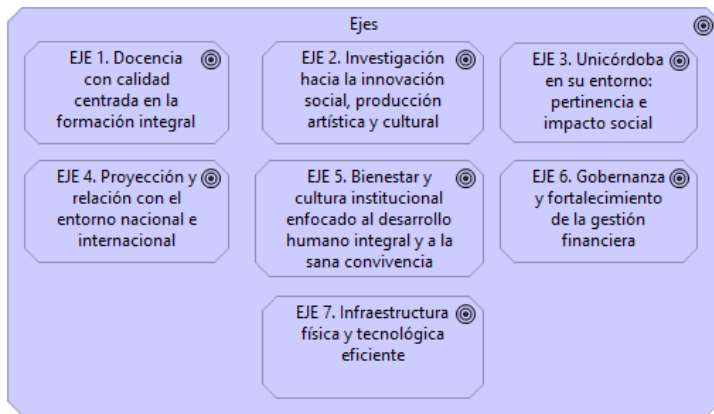 Ejes
EJE 1. Docencia
con calidad
centrada en la
formación integral
EJE 2. Investigación
hacia la innovación
social, producción
artística y cultural
EJE 3. Unicórdoba
en su entorno:
pertinencia e
impacto social
EJE 4. Proyección y
relación con el
entorno nacional e
internacional
EJE 5. Bienestar y
cultura institucional
enfocado al desarrollo
humano integral y a la
sana convivencia
EJE 6. Gobernanza
y fortalecimiento
de la gestión
financiera
EJE 7. Infraestructura
física y tecnológica
eficiente